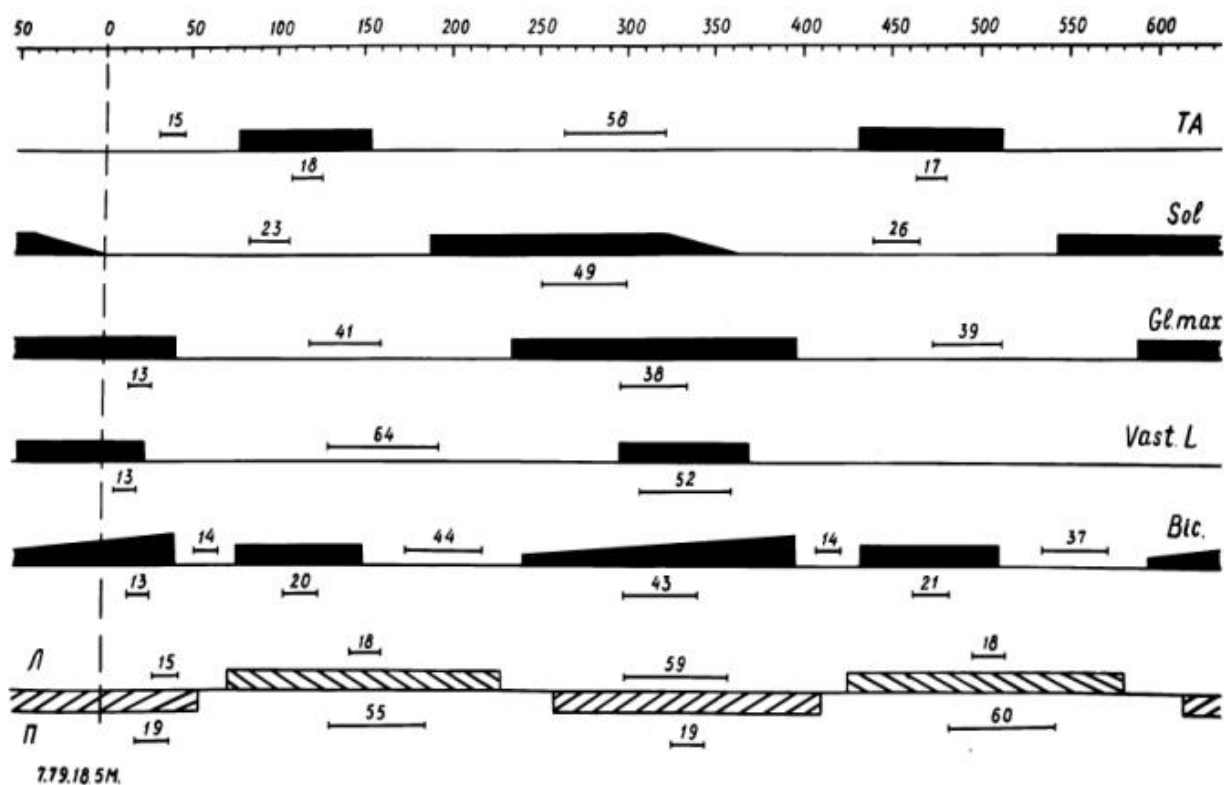 50 0 50 100 150 200 250 300 350 400 450 500 550 600
15 58 TA
18 17
23 26 Sol
49
41 39 Gl.max
13 38
64 Vast. L
13 52
14 44 14 37 Bic.
13 20 43 21
Л 15 18 59 18
П 19 55 19 60
7.79.18.5М.